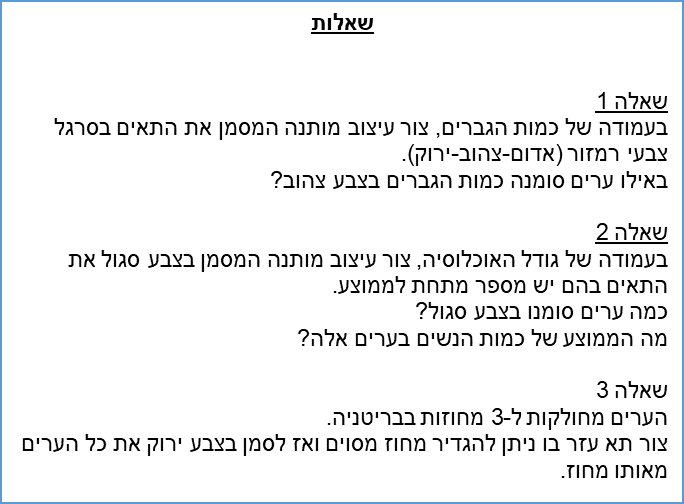 שאלות
שאלה 1
בעמודה של כמות הגברים, צור עיצוב מותנה המסמן את התאים בסרגל
צבעי רמזור (אדום-צהוב-ירוק).
באילו ערים סומנה כמות הגברים בצבע צהוב?
שאלה 2
בעמודה של גודל האוכלוסיה, צור עיצוב מותנה המסמן בצבע סגול את
התאים בהם יש מספר מתחת לממוצע.
כמה ערים סומנו בצבע סגול?
מה הממוצע של כמות הנשים בערים אלה?
שאלה 3
הערים מחולקות ל-3 מחוזות בבריטניה.
צור תא עזר בו ניתן להגדיר מחוז מסוים ואז לסמן בצבע ירוק את כל הערים
מאותו מחוז.